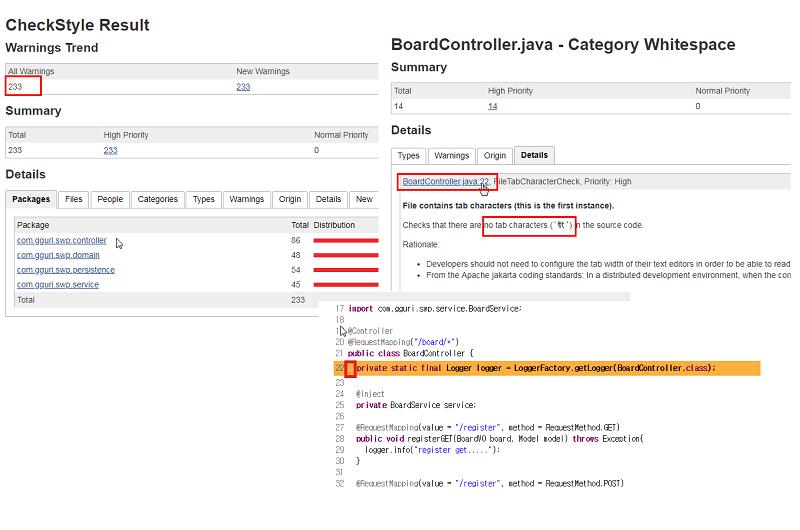 CheckStyle Result
Warnings Trend
All Warnings New Warnings
233 233
Summary
Total High Priority Normal Priority
233 233 0
Details
Packages Files People Categories Types Warnings Origin Details New
Package Total Distribution
com.gguri.swp.controller 86
com.gguri.swp.domain 48
com.gguri.swp.persistence 54
com.gguri.swp.service 45
Total 233
BoardController.java - Category Whitespace
Summary
Total High Priority Normal Priority
14 14 0
Details
Types Warnings Origin Details
BoardController.java:22, FileTabCharacterCheck, Priority: High
File contains tab characters (this is the first instance).
Checks that there are no tab characters ('\t') in the source code.
Rationale:
• Developers should not need to configure the tab width of their text editors in order to be able to read
• From the Apache jakarta coding standards: In a distributed development environment, when the con
17 import com.gguri.swp.service.BoardService;
18
@Controller
20 @RequestMapping("/board/*")
21 public class BoardController {
22 private static final Logger logger = LoggerFactory.getLogger(BoardController.class);
23
24 @Inject
25 private BoardService service;
26
27 @RequestMapping(value = "/register", method = RequestMethod.GET)
28 public void registerGET(BoardVO board, Model model) throws Exception{
29 logger.info("register get.....");
30 }
31
32 @RequestMapping(value = "/register", method = RequestMethod.POST)